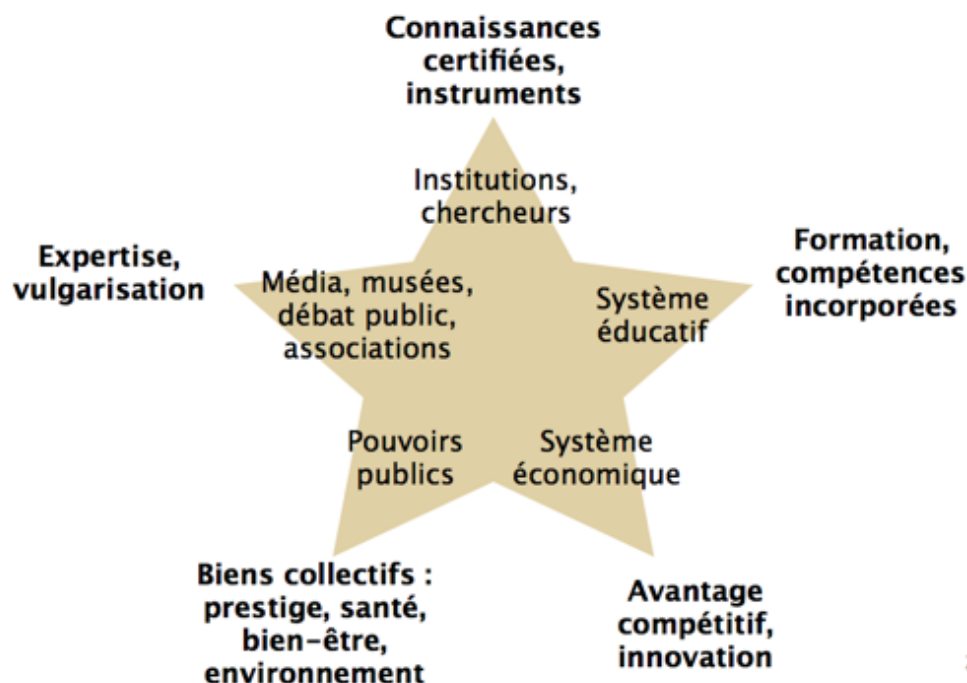 Connaissances
certifiées,
instruments
Institutions,
chercheurs
Expertise,
vulgarisation
Média, musées,
débat public,
associations
Système
éducatif
Formation,
compétences
incorporées
Pouvoirs
publics
Système
économique
Biens collectifs :
prestige, santé,
bien-être,
environnement
Avantage
compétitif,
innovation